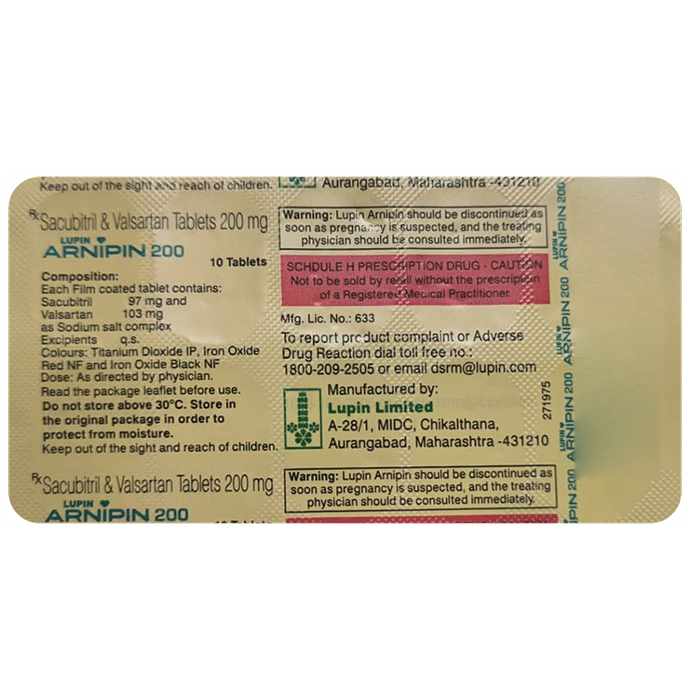 Keep out of the sight and reach of children.
Aurangabad, Maharashtra -431210
Rx Sacubitril & Valsartan Tablets 200 mg
LUPIN
ARNIPIN 200
10 Tablets
Composition:
Each Film coated tablet contains:
Sacubitril 97 mg and
Valsartan 103 mg
as Sodium salt complex
Excipients q.s.
Colours: Titanium Dioxide IP, Iron Oxide
Red NF and Iron Oxide Black NF
Dose: As directed by physician.
Read the package leaflet before use.
Do not store above 30°C. Store in
the original package in order to
protect from moisture.
Keep out of the sight and reach of children.
Warning: Lupin Arnipin should be discontinued as
soon as pregnancy is suspected, and the treating
physician should be consulted immediately.
SCHDULE H PRESCRIPTION DRUG - CAUTION
Not to be sold by retail without the prescription
of a Registered Medical Practitioner.
Mfg. Lic. No.: 633
To report product complaint or Adverse
Drug Reaction dial toll free no.:
1800-209-2505 or email dsrm@lupin.com
Manufactured by:
Lupin Limited
A-28/1, MIDC, Chikalthana,
Aurangabad, Maharashtra -431210
271975
LUPIN
ARNIPIN 200
LUPIN
ARNIPIN 200
LUPIN
ARNIPIN 200
IPIN 200
Rx Sacubitril & Valsartan Tablets 200 mg
LUPIN
ARNIPIN 200
Warning: Lupin Arnipin should be discontinued as
soon as pregnancy is suspected, and the treating
physician should be consulted immediately.